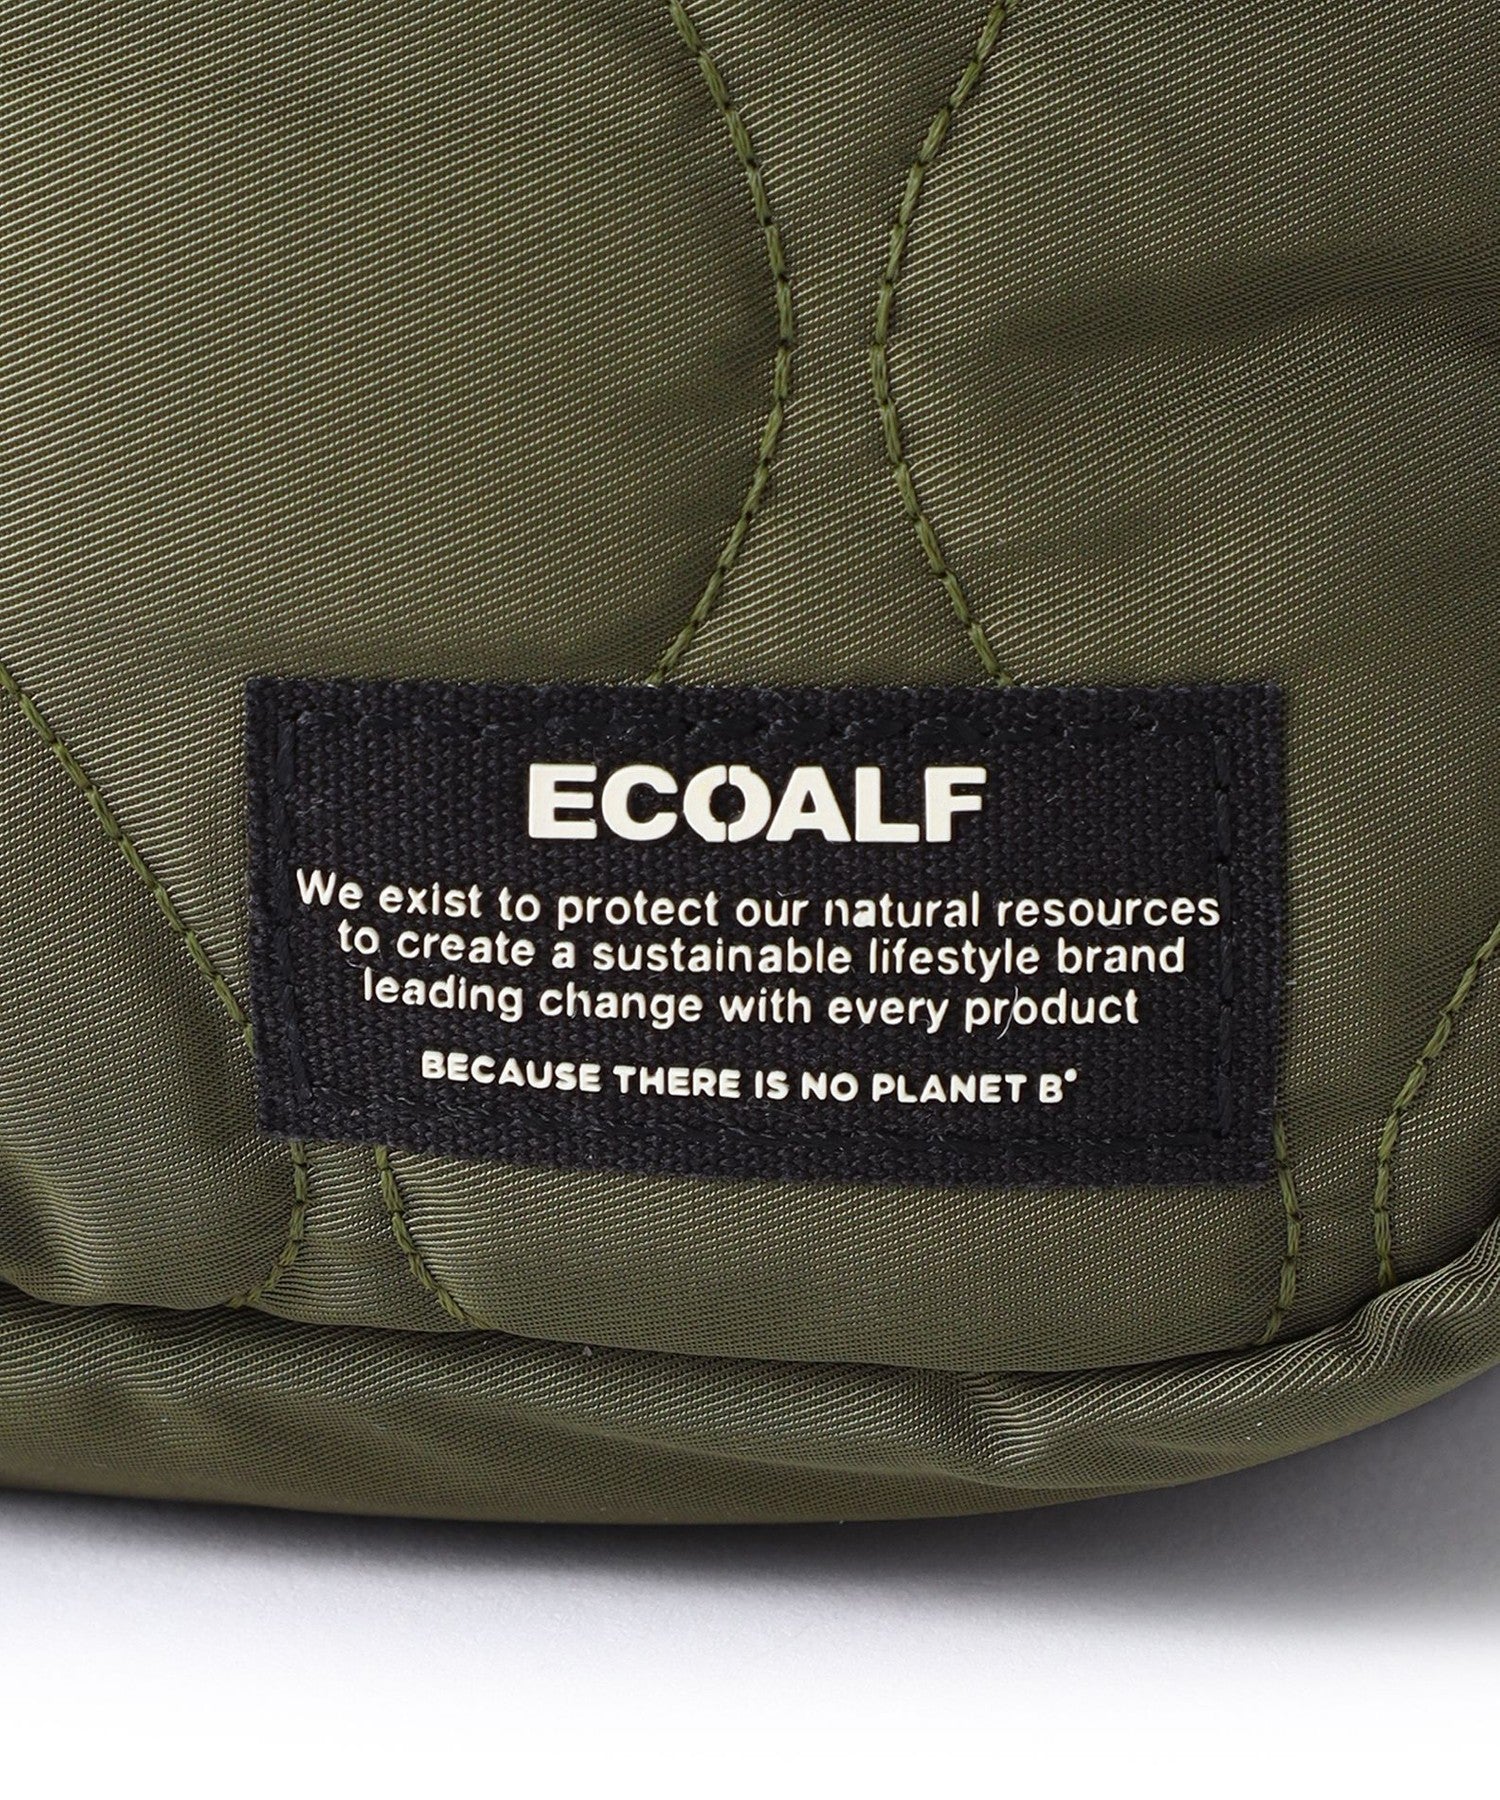 ECOALF
We exist to protect our natural resources
to create a sustainable lifestyle brand
leading change with every product
BECAUSE THERE IS NO PLANET B®